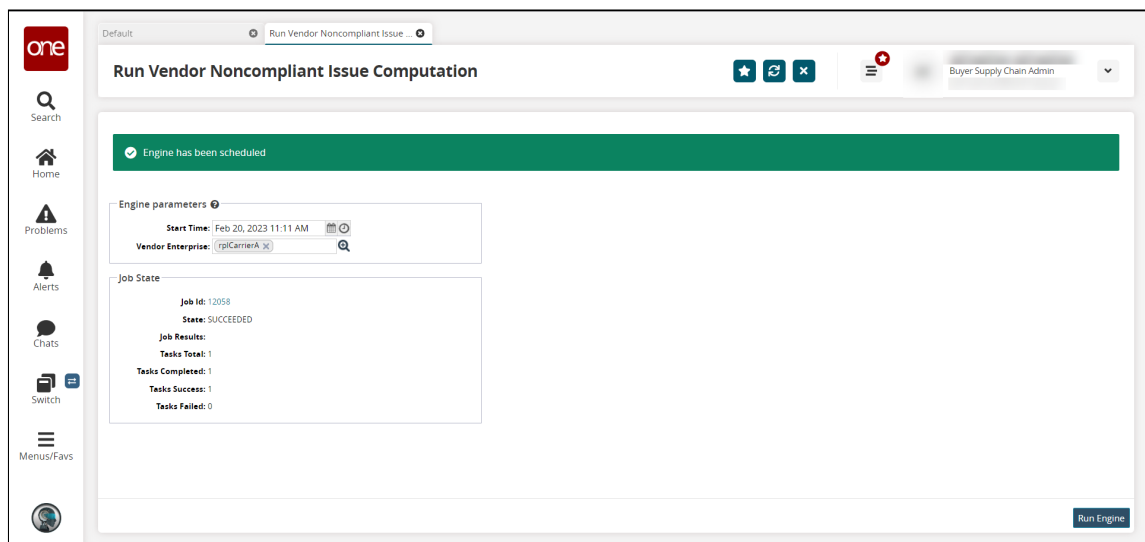 one
Default
Run Vendor Noncompliant Issue ...
Run Vendor Noncompliant Issue Computation
Buyer Supply Chain Admin
Search
Home
Problems
Alerts
Chats
Switch
Menus/Favs
Engine has been scheduled
Engine parameters
Start Time: Feb 20, 2023 11:11 AM
Vendor Enterprise: rplCarrierA
Job State
Job Id: 12058
State: SUCCEEDED
Job Results:
Tasks Total: 1
Tasks Completed: 1
Tasks Success: 1
Tasks Failed: 0
Run Engine